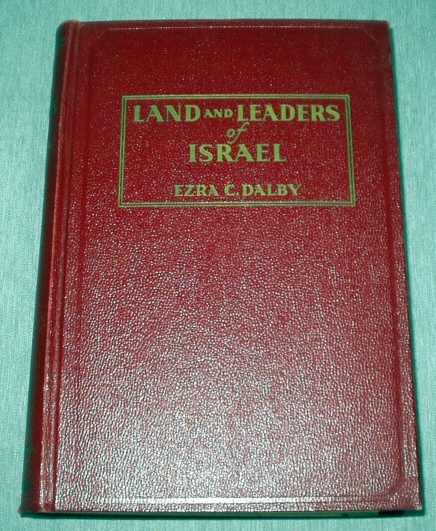 LAND AND LEADERS
of
ISRAEL
EZRA C. DALBY